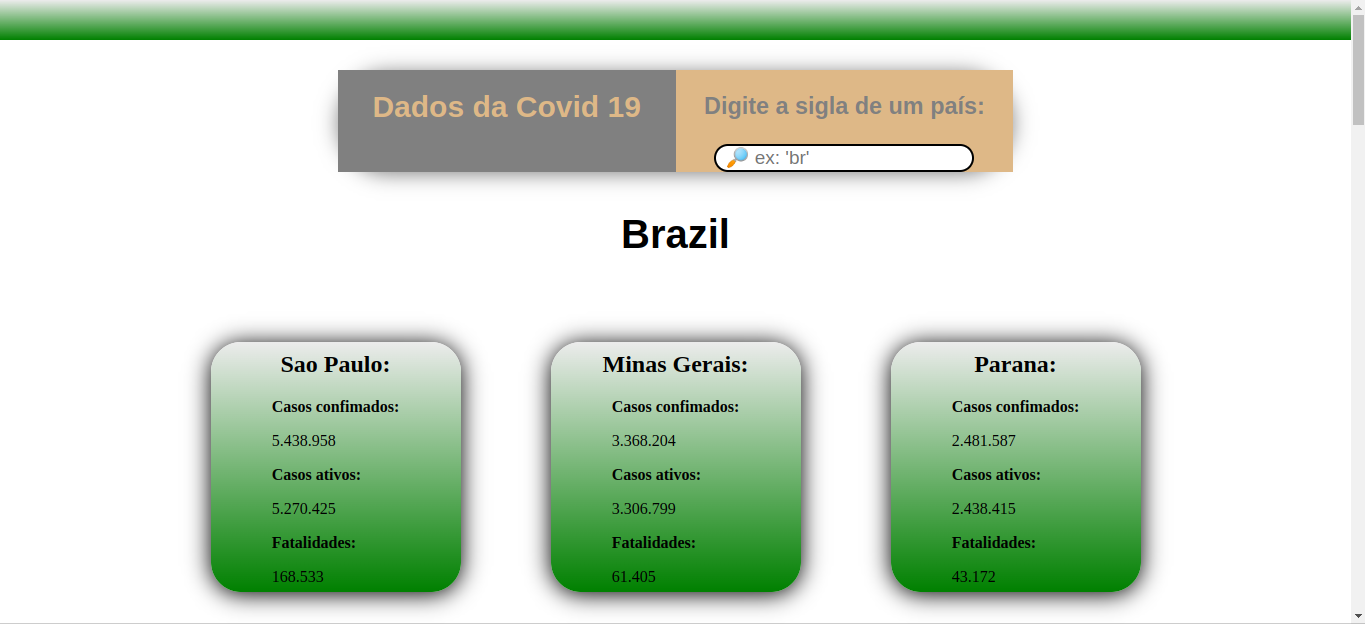 Dados da Covid 19
Digite a sigla de um país:
🔎 ex: 'br'
Brazil
Sao Paulo:
Casos confimados:
5.438.958
Casos ativos:
5.270.425
Fatalidades:
168.533
Minas Gerais:
Casos confimados:
3.368.204
Casos ativos:
3.306.799
Fatalidades:
61.405
Parana:
Casos confimados:
2.481.587
Casos ativos:
2.438.415
Fatalidades:
43.172